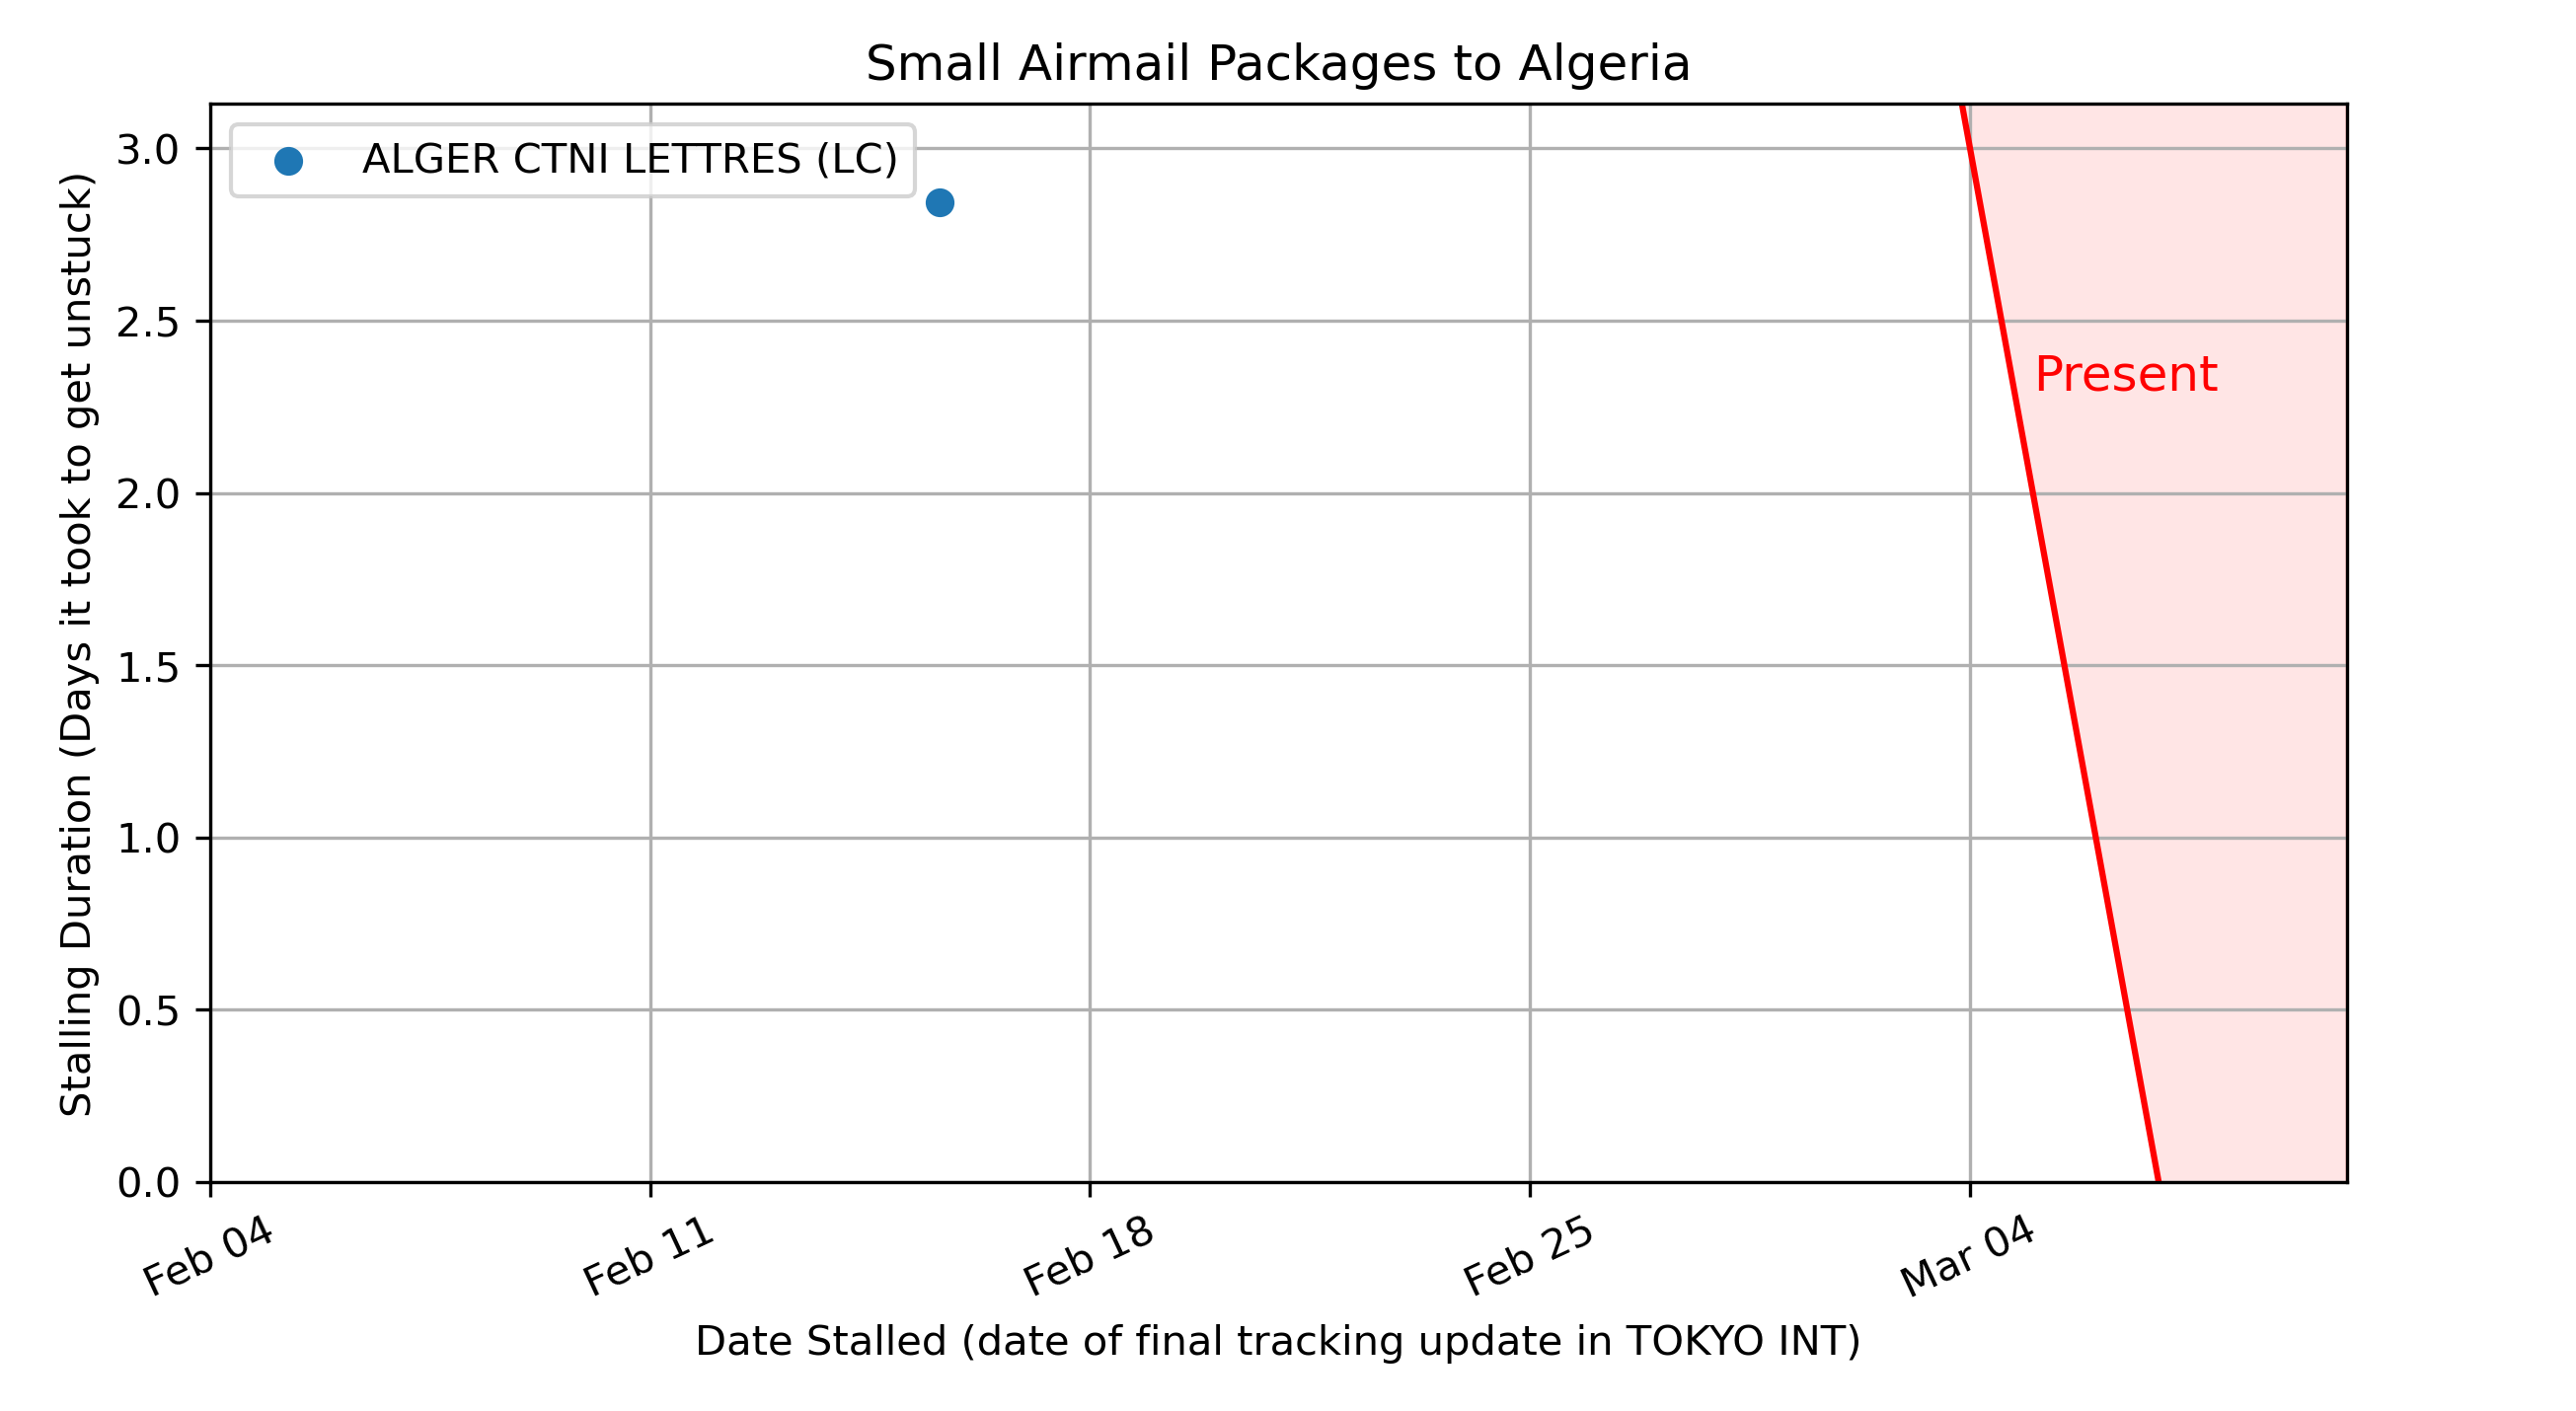 Small Airmail Packages to Algeria
ALGER CTNI LETTRES (LC)
Present
Stalling Duration (Days it took to get unstuck)
3.0
2.5
2.0
1.5
1.0
0.5
0.0
Feb 04
Feb 11
Feb 18
Feb 25
Mar 04
Date Stalled (date of final tracking update in TOKYO INT)